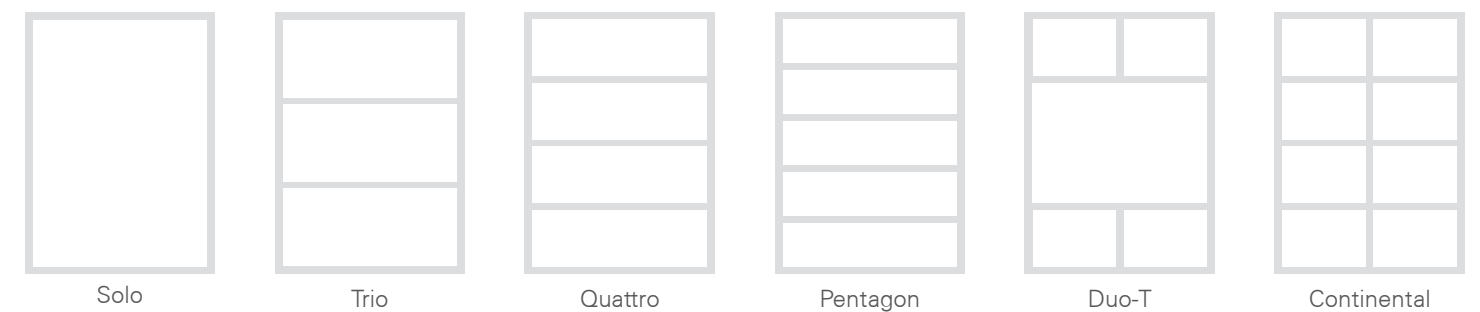 Solo
Trio
Quattro
Pentagon
Duo-T
Continental